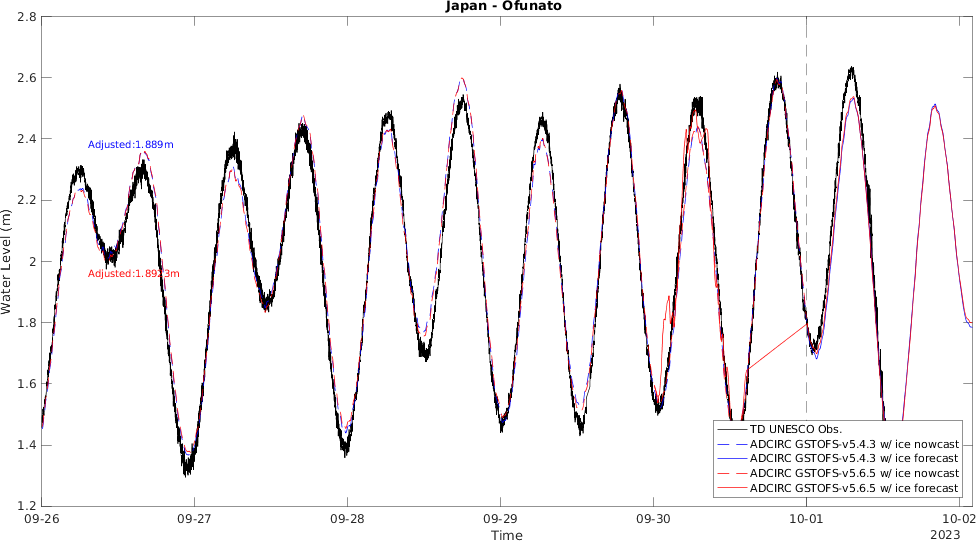 Japan - Ofunato
2.8
2.6
2.4
2.2
2
1.8
1.6
1.4
1.2
Water Level (m)
Adjusted:1.889m
Adjusted:1.8923m
TD UNESCO Obs.
ADCIRC GSTOFS-v5.4.3 w/ ice nowcast
ADCIRC GSTOFS-v5.4.3 w/ ice forecast
ADCIRC GSTOFS-v5.6.5 w/ ice nowcast
ADCIRC GSTOFS-v5.6.5 w/ ice forecast
09-26 09-27 09-28 09-29 09-30 10-01 10-02
Time
2023